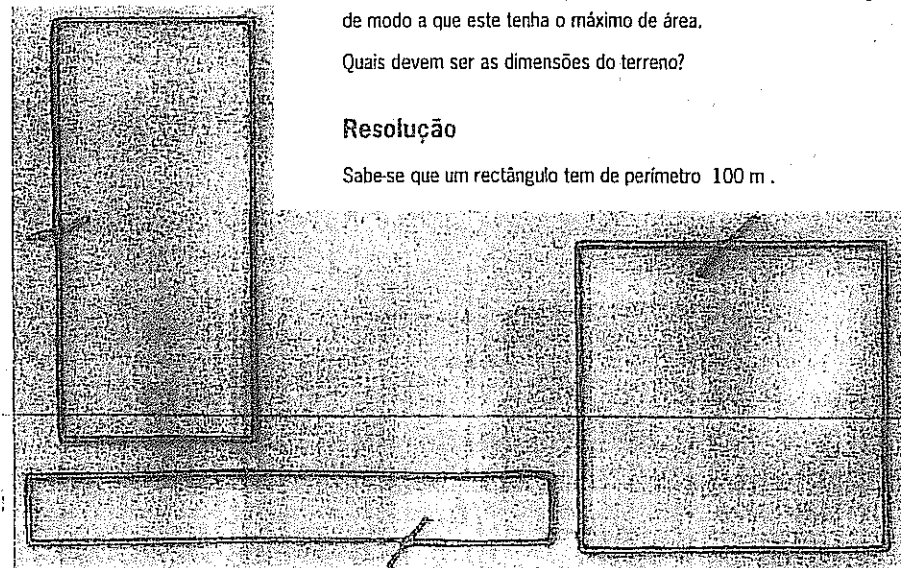 de modo a que este tenha o máximo de área.
Quais devem ser as dimensões do terreno?
Resolução
Sabe-se que um rectângulo tem de perímetro 100 m .